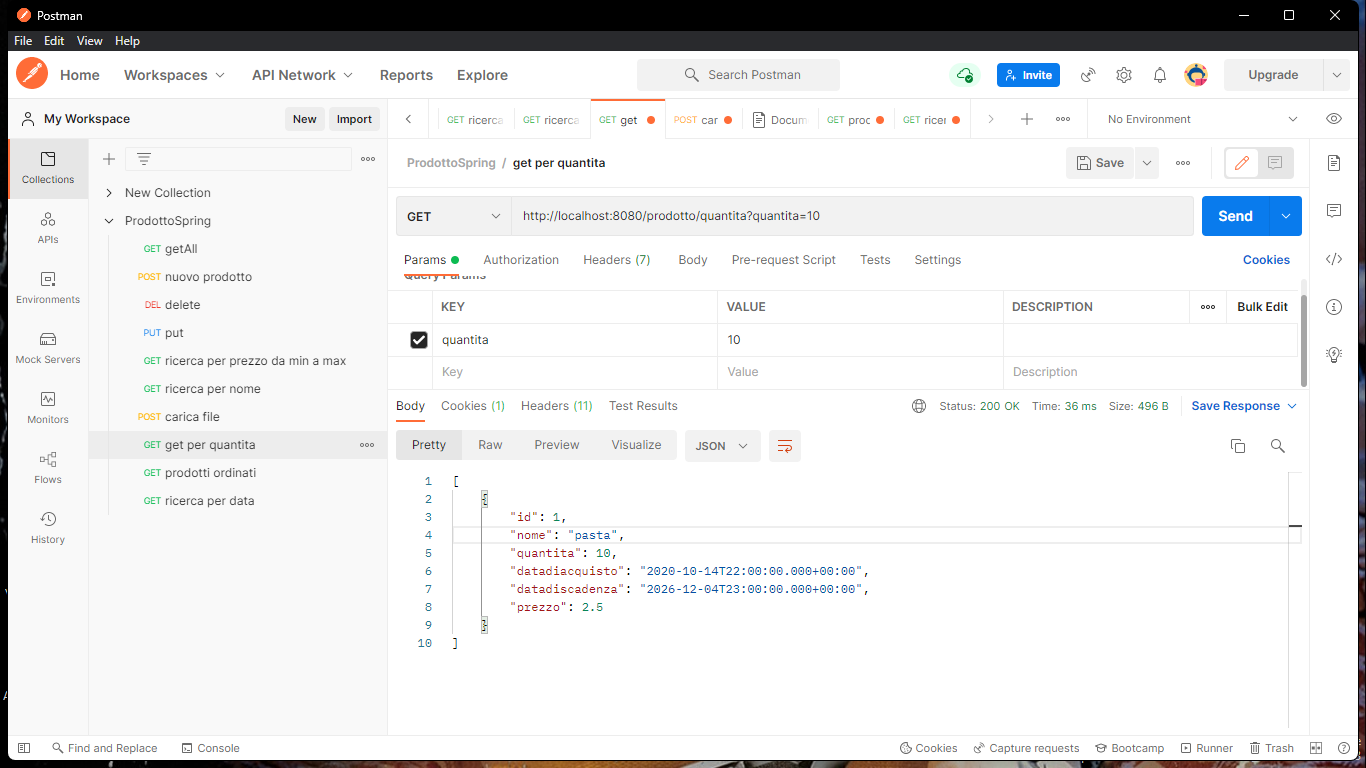 Postman
File Edit View Help
Home Workspaces API Network Reports Explore Search Postman Invite Upgrade
My Workspace New Import GET ricerca GET ricerca GET get POST car Docum GET proc GET ricer No Environment
Collections
APIs
Environments
Mock Servers
Monitors
Flows
History
New Collection
ProdottoSpring
GET getAll
POST nuovo prodotto
DEL delete
PUT put
GET ricerca per prezzo da min a max
GET ricerca per nome
POST carica file
GET get per quantita
GET prodotti ordinati
GET ricerca per data
ProdottoSpring / get per quantita Save
GET http://localhost:8080/prodotto/quantita?quantita=10 Send
Params Authorization Headers (7) Body Pre-request Script Tests Settings Cookies
Query Params
KEY VALUE DESCRIPTION Bulk Edit
quantita 10
Key Value Description
Body Cookies (1) Headers (11) Test Results Status: 200 OK Time: 36 ms Size: 496 B Save Response
Pretty Raw Preview Visualize JSON
1 [
2 {
3 "id": 1,
4 "nome": "pasta",
5 "quantita": 10,
6 "datadiacquisto": "2020-10-14T22:00:00.000+00:00",
7 "datadiscadenza": "2026-12-04T23:00:00.000+00:00",
8 "prezzo": 2.5
9 }
10 ]
Find and Replace Console Cookies Capture requests Bootcamp Runner Trash